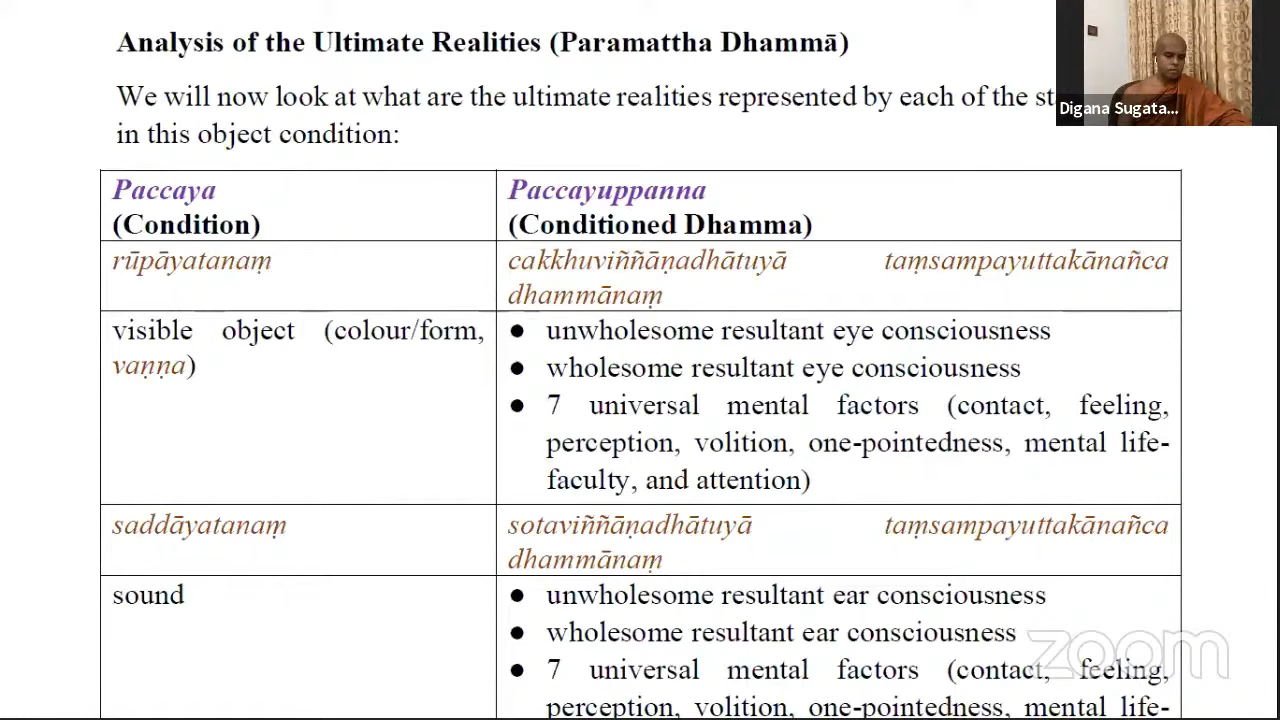 Analysis of the Ultimate Realities (Paramattha Dhammā)
We will now look at what are the ultimate realities represented by each of the
in this object condition:
Digana Sugata...
Paccaya
(Condition)
Paccayuppanna
(Conditioned Dhamma)
rūpāyatanaṃ
cakkhuviññāṇadhātuyā taṃsampayuttakānañca
dhammānaṃ
visible object (colour/form,
vaṇṇa)
● unwholesome resultant eye consciousness
● wholesome resultant eye consciousness
● 7 universal mental factors (contact, feeling,
perception, volition, one-pointedness, mental life-
faculty, and attention)
saddāyatanaṃ
sotaviññāṇadhātuyā taṃsampayuttakānañca
dhammānaṃ
sound
● unwholesome resultant ear consciousness
● wholesome resultant ear consciousness
● 7 universal mental factors (contact, feeling,
perception, volition, one-pointedness, mental life-
zoom